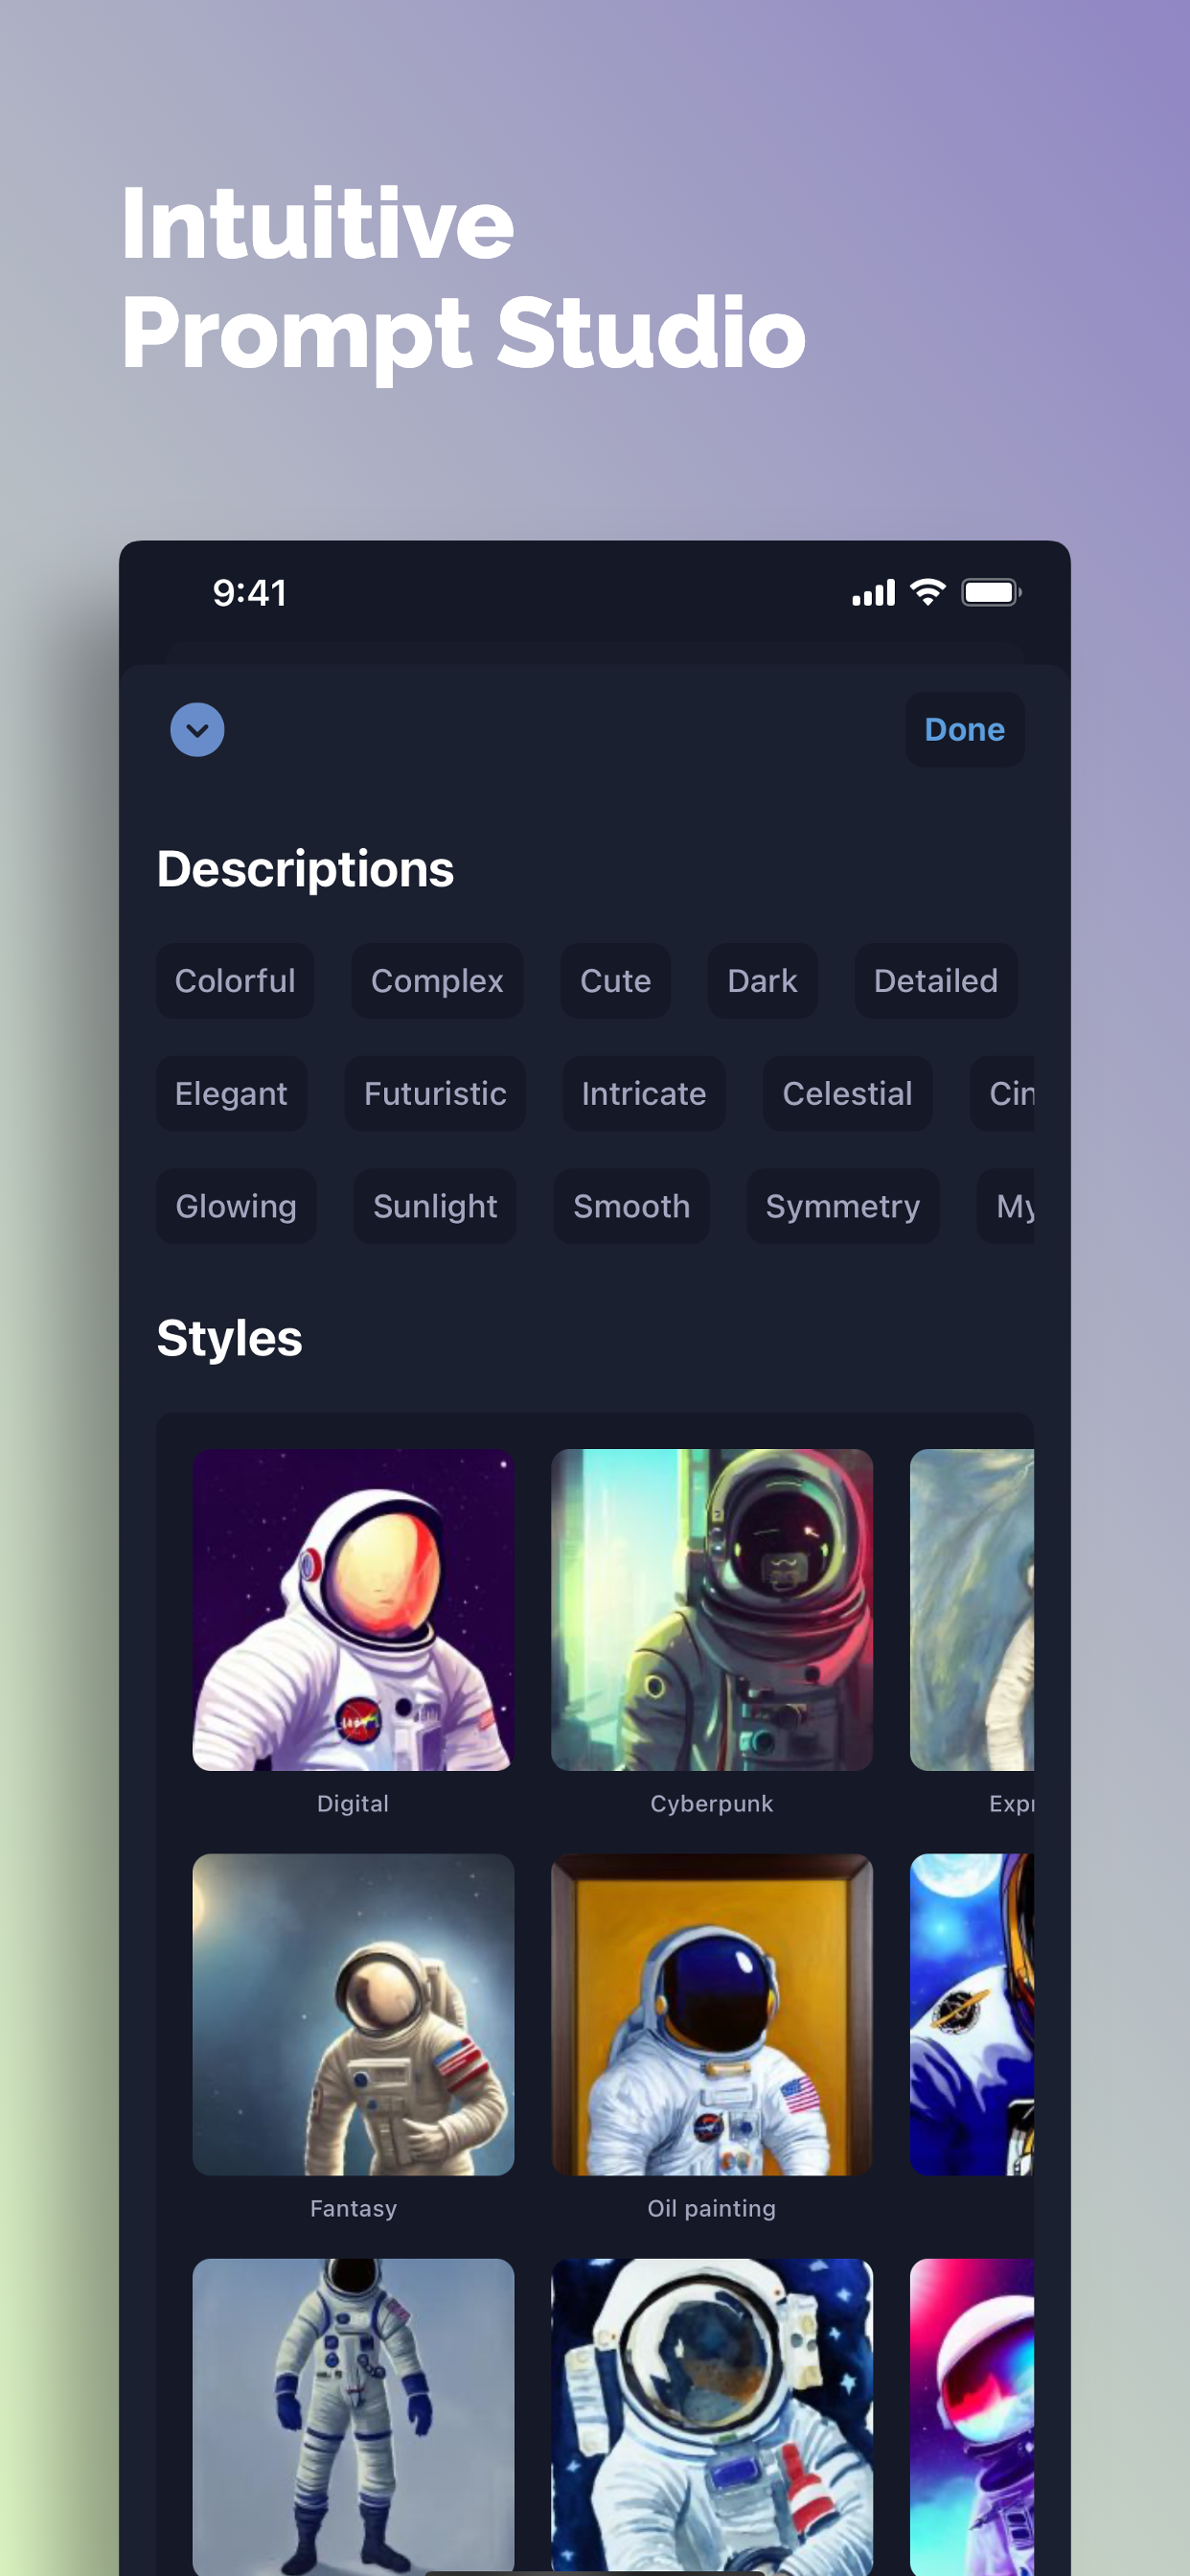 Intuitive
Prompt Studio
9:41
Done
Descriptions
Colorful Complex Cute Dark Detailed
Elegant Futuristic Intricate Celestial Cin
Glowing Sunlight Smooth Symmetry My
Styles
Digital Cyberpunk Expr
Fantasy Oil painting